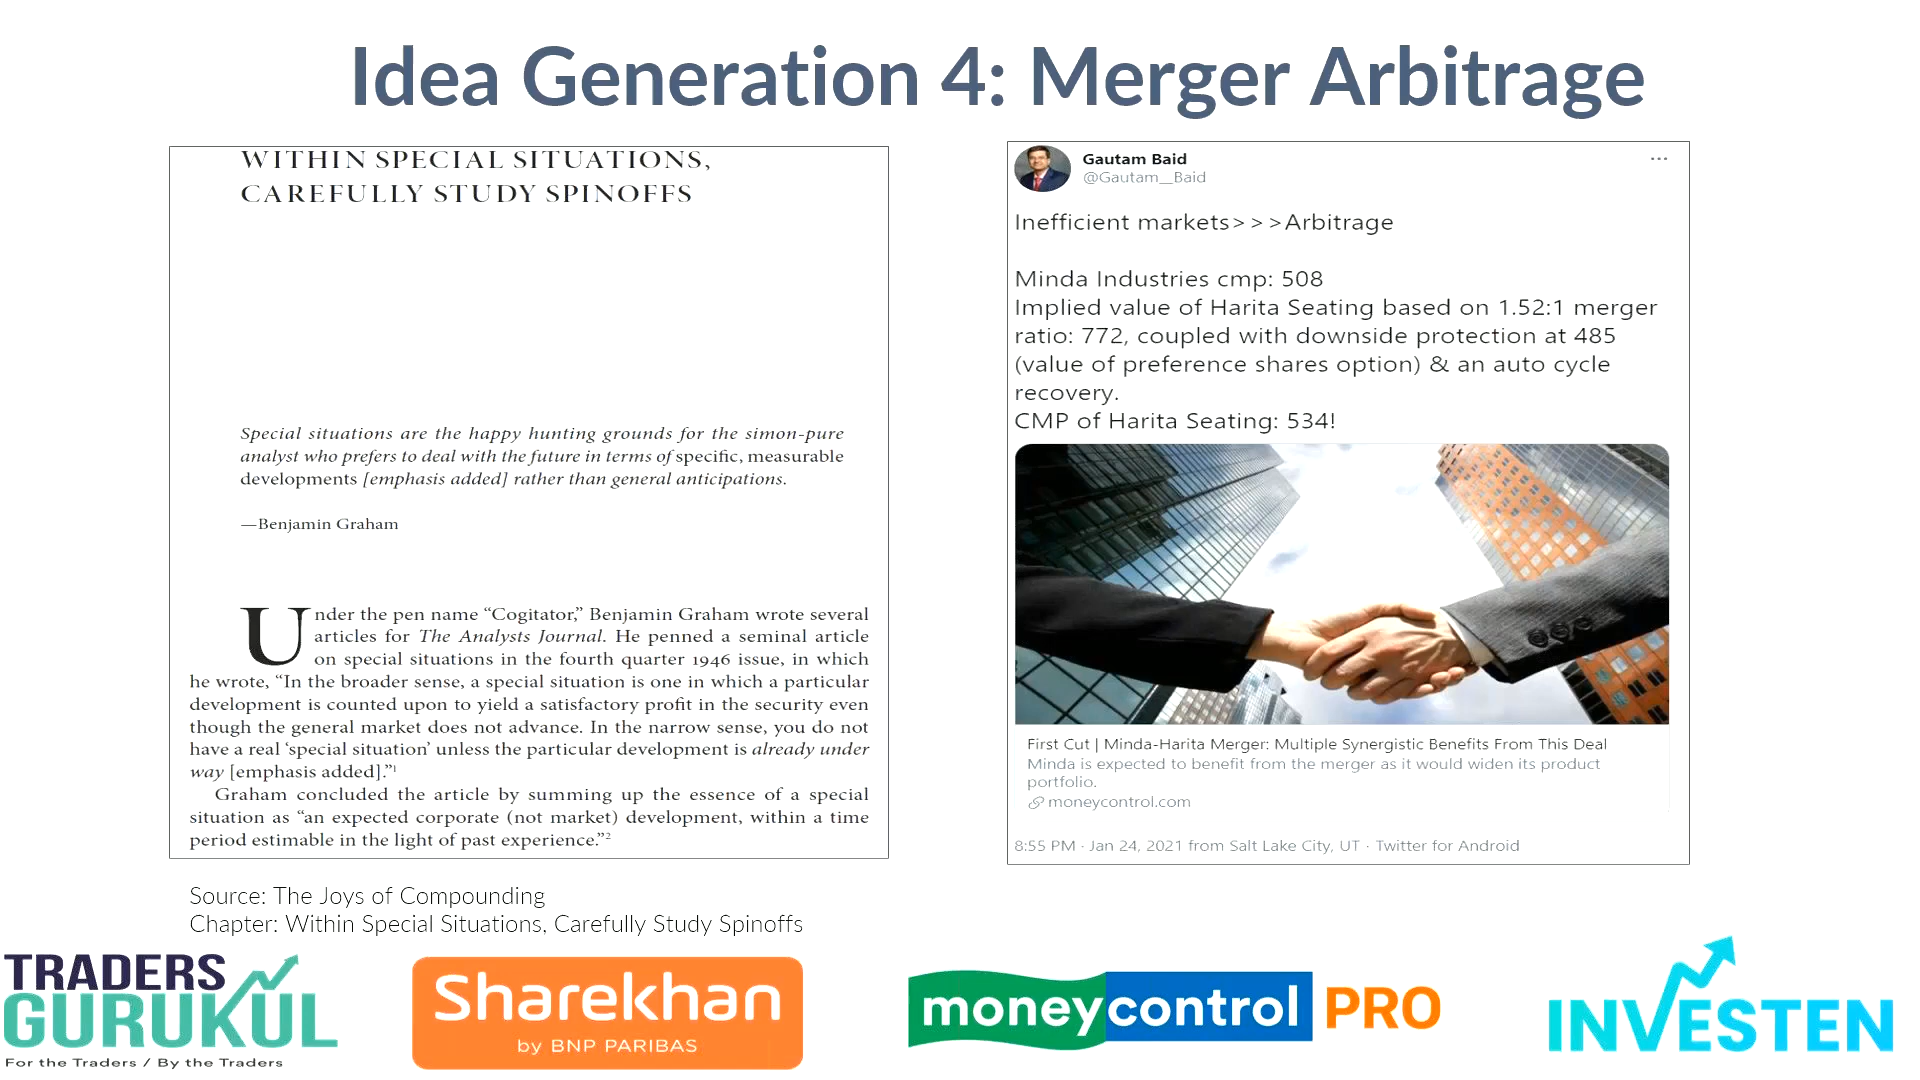 Idea Generation 4: Merger Arbitrage
WITHIN SPECIAL SITUATIONS,
CAREFULLY STUDY SPINOFFS
Special situations are the happy hunting grounds for the simon-pure
analyst who prefers to deal with the future in terms of specific, measurable
developments [emphasis added] rather than general anticipations.
—Benjamin Graham
Under the pen name “Cogitator,” Benjamin Graham wrote several
articles for The Analysts Journal. He penned a seminal article
on special situations in the fourth quarter 1946 issue, in which
he wrote, “In the broader sense, a special situation is one in which a particular
development is counted upon to yield a satisfactory profit in the security even
though the general market does not advance. In the narrow sense, you do not
have a real ‘special situation’ unless the particular development is already under
way [emphasis added].”1
Graham concluded the article by summing up the essence of a special
situation as “an expected corporate (not market) development, within a time
period estimable in the light of past experience.”2
Source: The Joys of Compounding
Chapter: Within Special Situations, Carefully Study Spinoffs
Gautam Baid
@Gautam__Baid
...
Inefficient markets>>>Arbitrage
Minda Industries cmp: 508
Implied value of Harita Seating based on 1.52:1 merger
ratio: 772, coupled with downside protection at 485
(value of preference shares option) & an auto cycle
recovery.
CMP of Harita Seating: 534!
First Cut | Minda-Harita Merger: Multiple Synergistic Benefits From This Deal
Minda is expected to benefit from the merger as it would widen its product
portfolio.
moneycontrol.com
8:55 PM · Jan 24, 2021 from Salt Lake City, UT · Twitter for Android
TRADERS
GURUKUL
For the Traders / By the Traders
Sharekhan
by BNP PARIBAS
moneycontrol PRO
INVESTEN